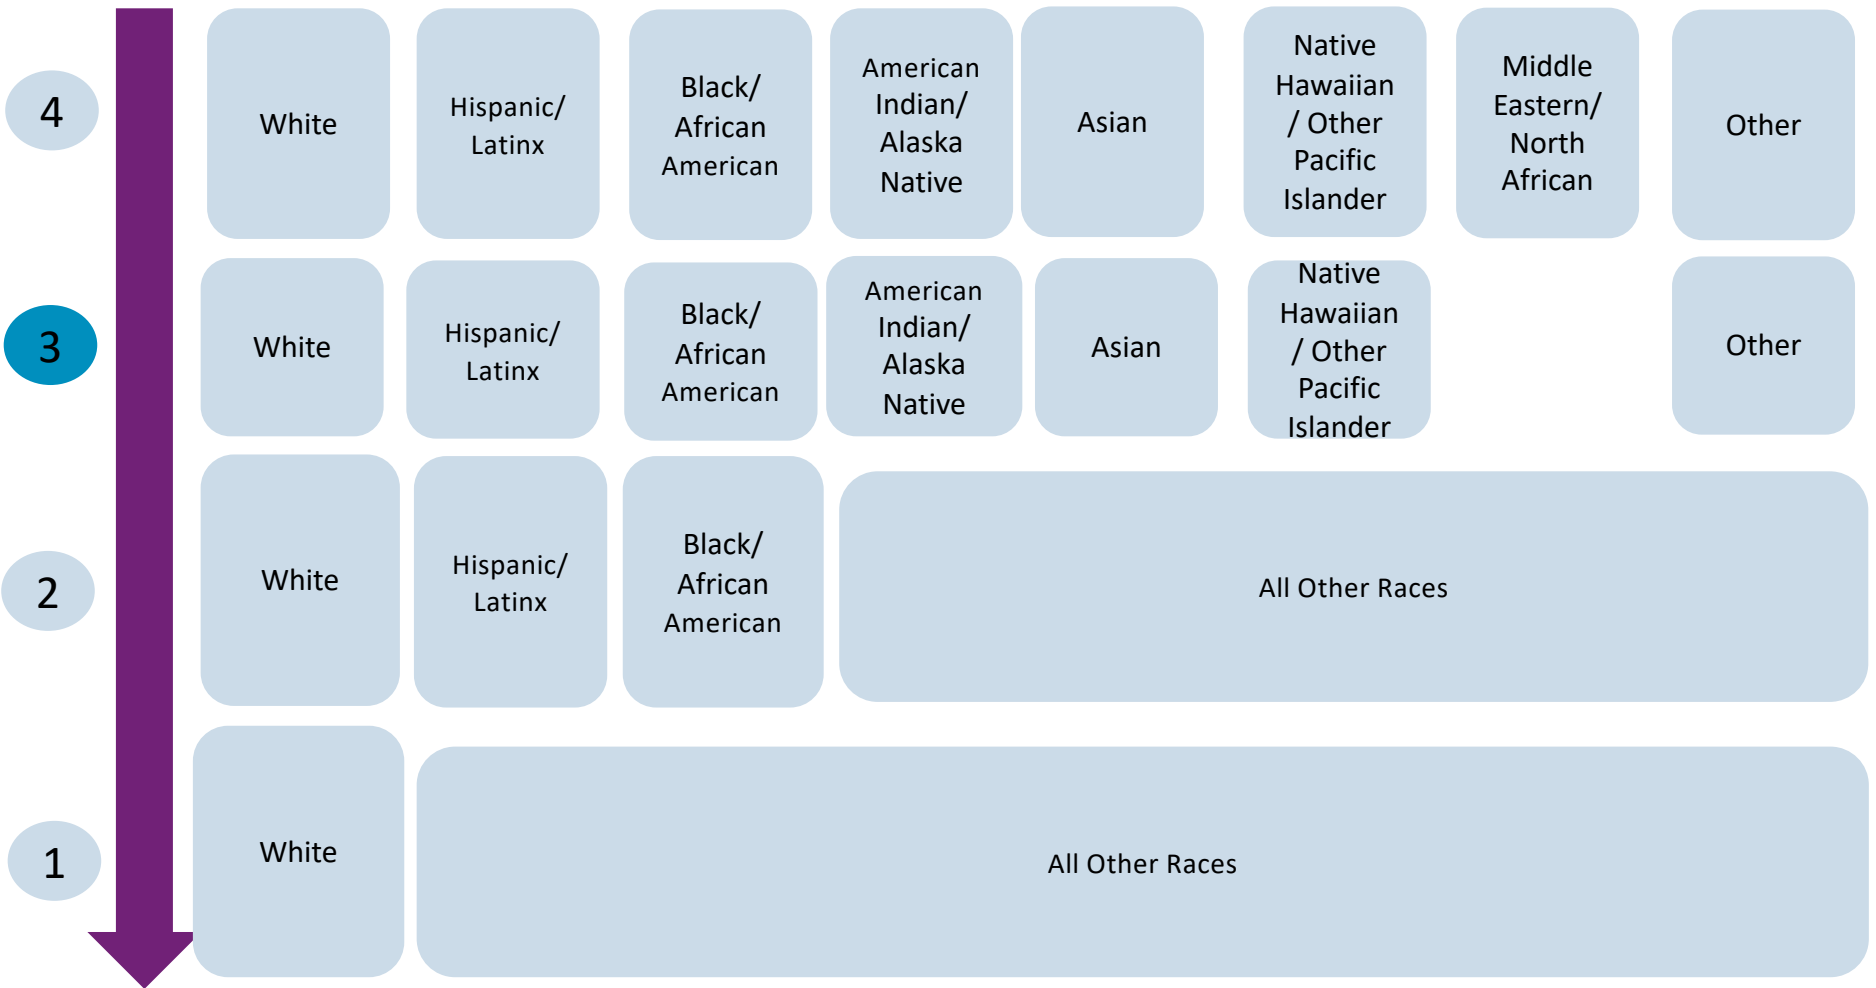 4
White
Hispanic/
Latinx
Black/
African
American
American
Indian/
Alaska
Native
Asian
Native
Hawaiian
/ Other
Pacific
Islander
Middle
Eastern/
North
African
Other
3
White
Hispanic/
Latinx
Black/
African
American
American
Indian/
Alaska
Native
Asian
Native
Hawaiian
/ Other
Pacific
Islander
Other
2
White
Hispanic/
Latinx
Black/
African
American
All Other Races
1
White
All Other Races